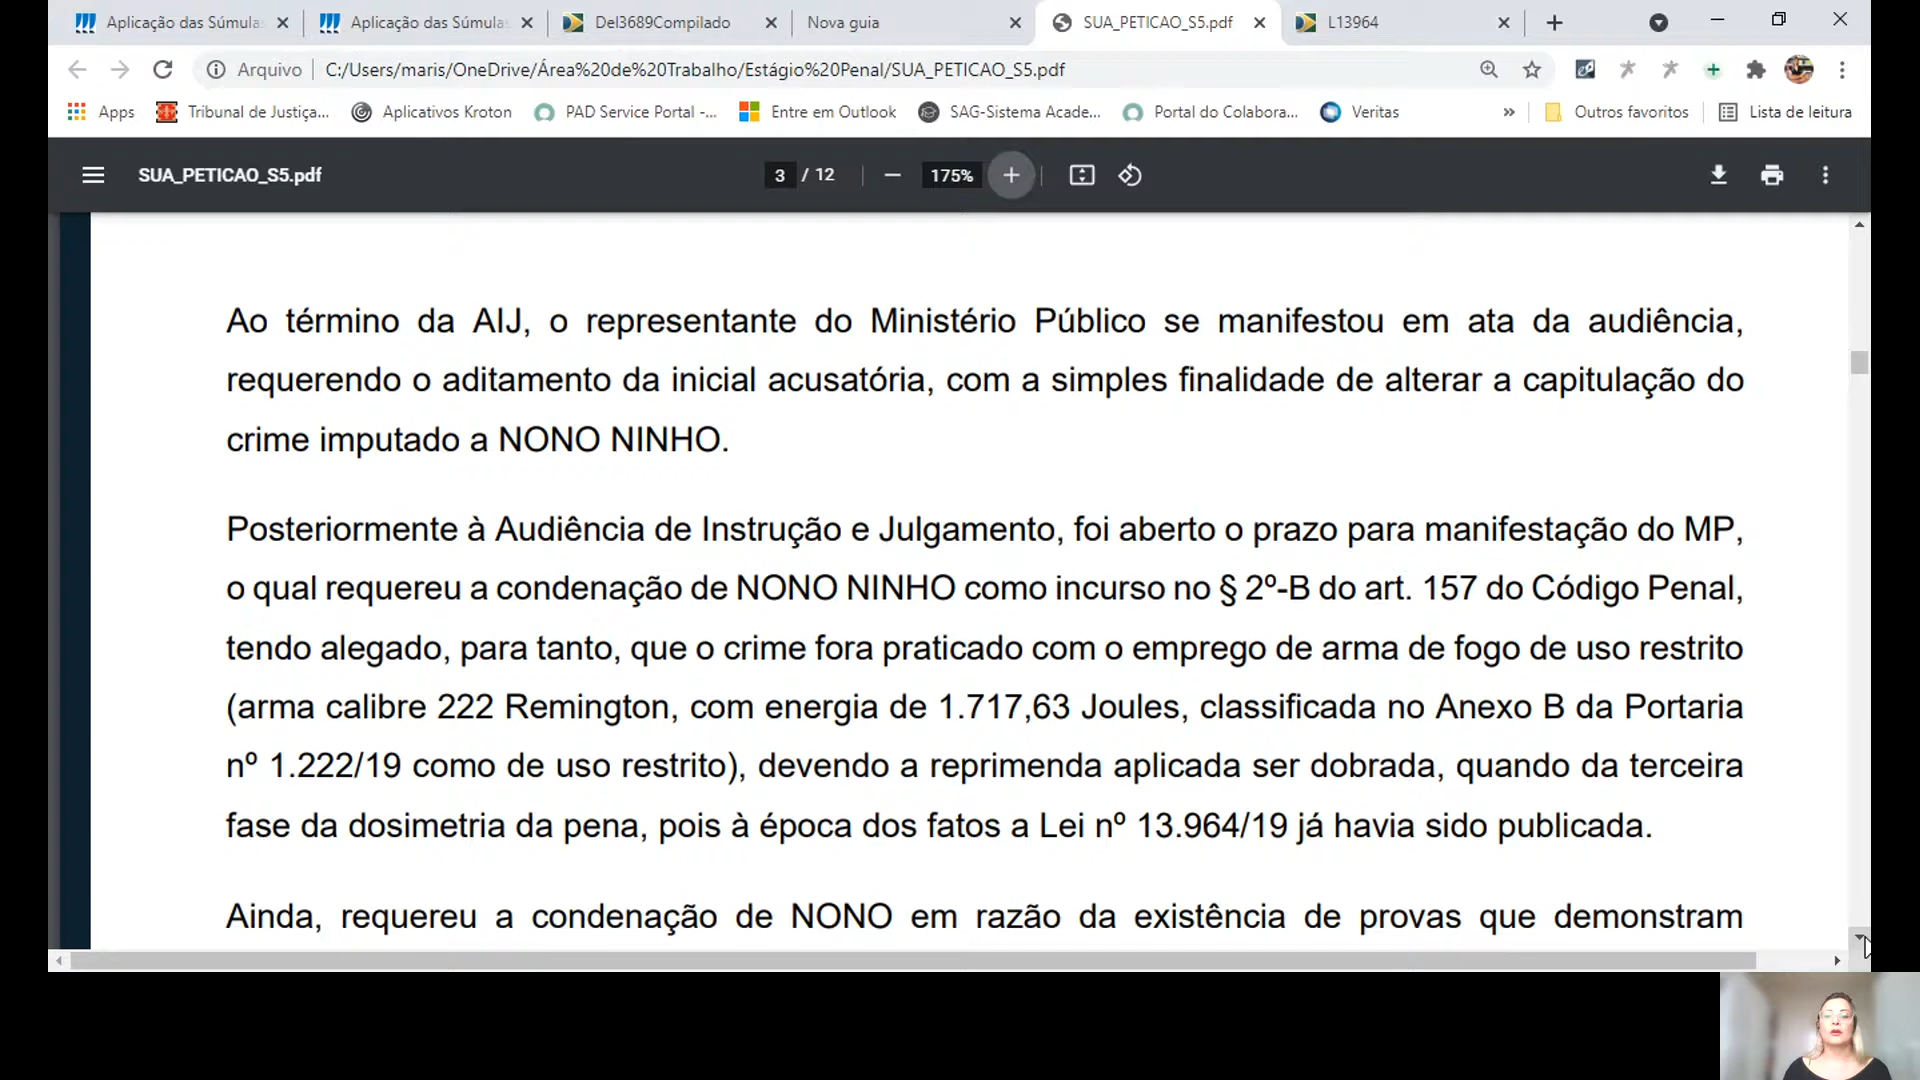 Aplicação das Súmulas
Aplicação das Súmulas
Del3689Compilado
Nova guia
SUA_PETICAO_S5.pdf
L13964
Arquivo
C:/Users/maris/OneDrive/Área%20de%20Trabalho/Estágio%20Penal/SUA_PETICAO_S5.pdf
Apps
Tribunal de Justiça...
Aplicativos Kroton
PAD Service Portal -...
Entre em Outlook
SAG-Sistema Acade...
Portal do Colabora...
Veritas
»
Outros favoritos
Lista de leitura
SUA_PETICAO_S5.pdf
3 / 12
175%
Ao término da AIJ, o representante do Ministério Público se manifestou em ata da audiência,
requerendo o aditamento da inicial acusatória, com a simples finalidade de alterar a capitulação do
crime imputado a NONO NINHO.
Posteriormente à Audiência de Instrução e Julgamento, foi aberto o prazo para manifestação do MP,
o qual requereu a condenação de NONO NINHO como incurso no § 2º-B do art. 157 do Código Penal,
tendo alegado, para tanto, que o crime fora praticado com o emprego de arma de fogo de uso restrito
(arma calibre 222 Remington, com energia de 1.717,63 Joules, classificada no Anexo B da Portaria
nº 1.222/19 como de uso restrito), devendo a reprimenda aplicada ser dobrada, quando da terceira
fase da dosimetria da pena, pois à época dos fatos a Lei nº 13.964/19 já havia sido publicada.
Ainda, requereu a condenação de NONO em razão da existência de provas que demonstram